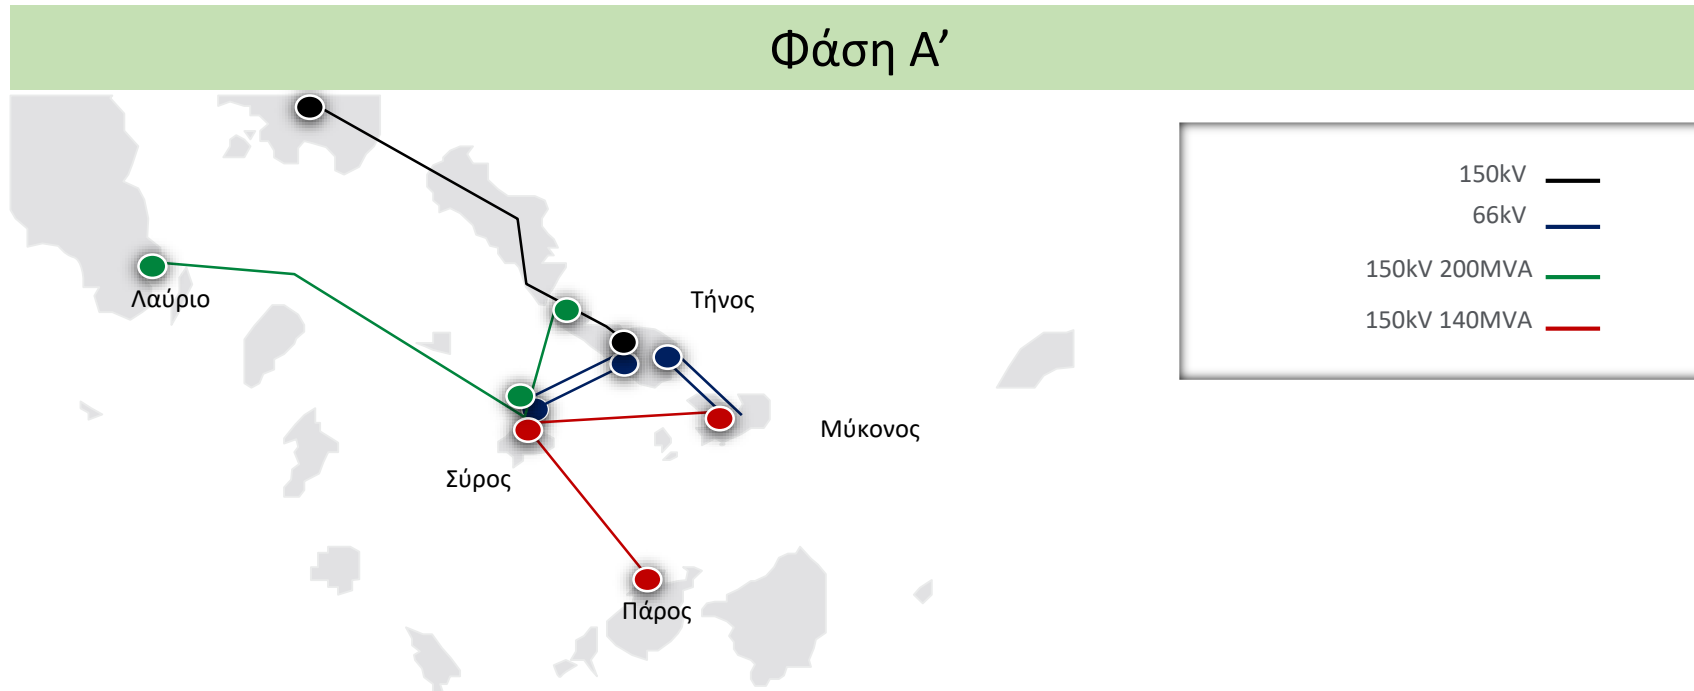 Φάση Α’
150kV
66kV
150kV 200MVA
150kV 140MVA
Λαύριο
Τήνος
Μύκονος
Σύρος
Πάρος